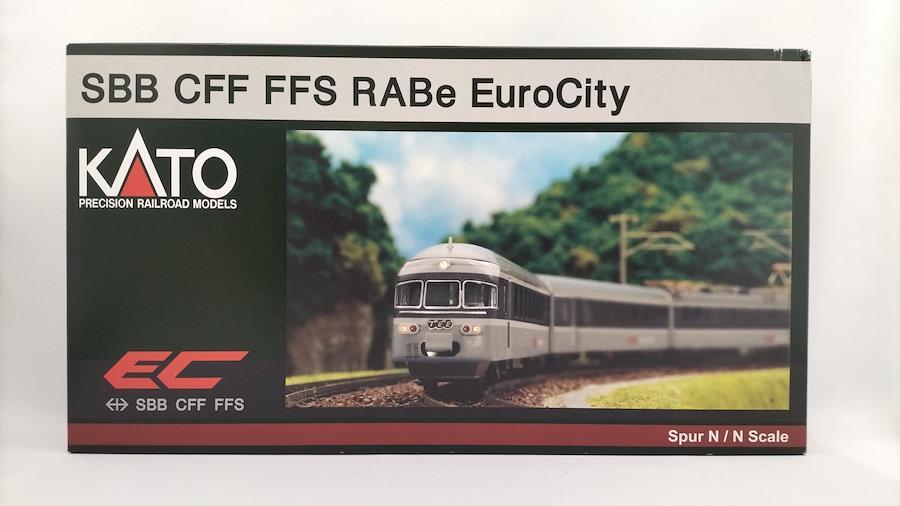 SBB CFF FFS RABe EuroCity
KATO
PRECISION RAILROAD MODELS
TEE
EC
SBB CFF FFS
Spur N / N Scale